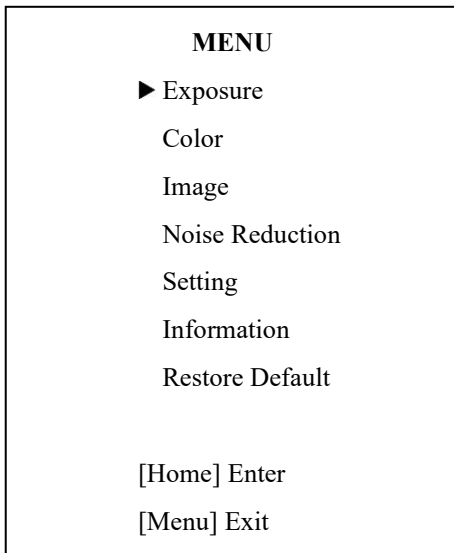 MENU
▶ Exposure
Color
Image
Noise Reduction
Setting
Information
Restore Default
[Home] Enter
[Menu] Exit